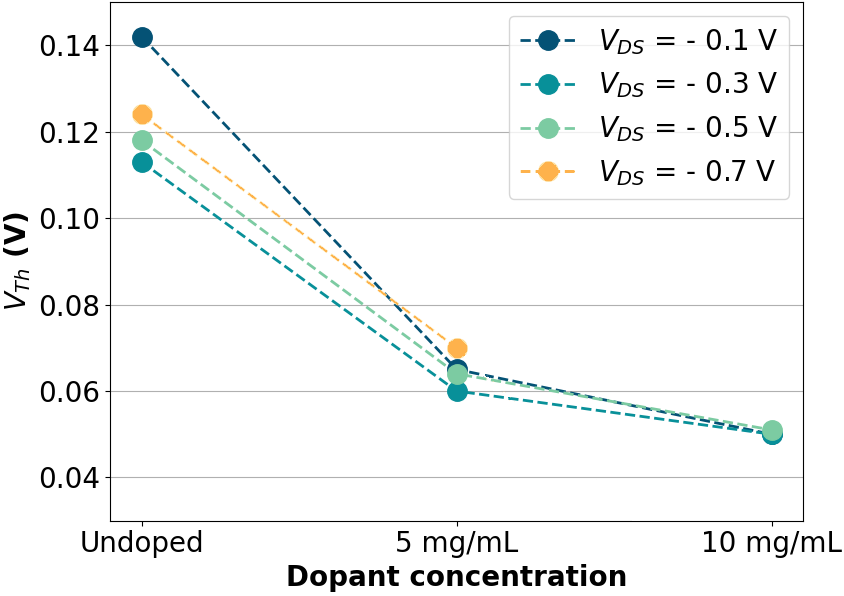 0.14
0.12
0.10
0.08
0.06
0.04
V_Th (V)
V_DS = - 0.1 V
V_DS = - 0.3 V
V_DS = - 0.5 V
V_DS = - 0.7 V
Undoped 5 mg/mL 10 mg/mL
Dopant concentration